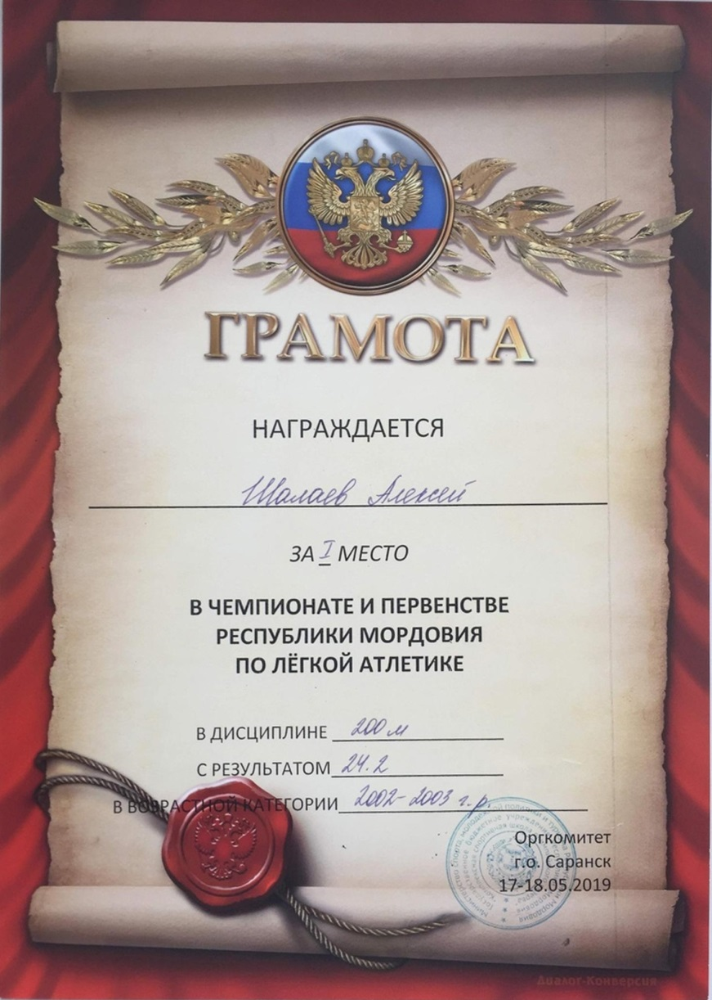 ГРАМОТА
НАГРАЖДАЕТСЯ
Шалаев Алексей
ЗА I МЕСТО
В ЧЕМПИОНАТЕ И ПЕРВЕНСТВЕ
РЕСПУБЛИКИ МОРДОВИЯ
ПО ЛЁГКОЙ АТЛЕТИКЕ
В ДИСЦИПЛИНЕ 200 м
С РЕЗУЛЬТАТОМ 24.2
В ВОЗРАСТНОЙ КАТЕГОРИИ 2002-2003 г.р.
Оргкомитет
г.о. Саранск
17-18.05.2019
Диалог-Конверсия